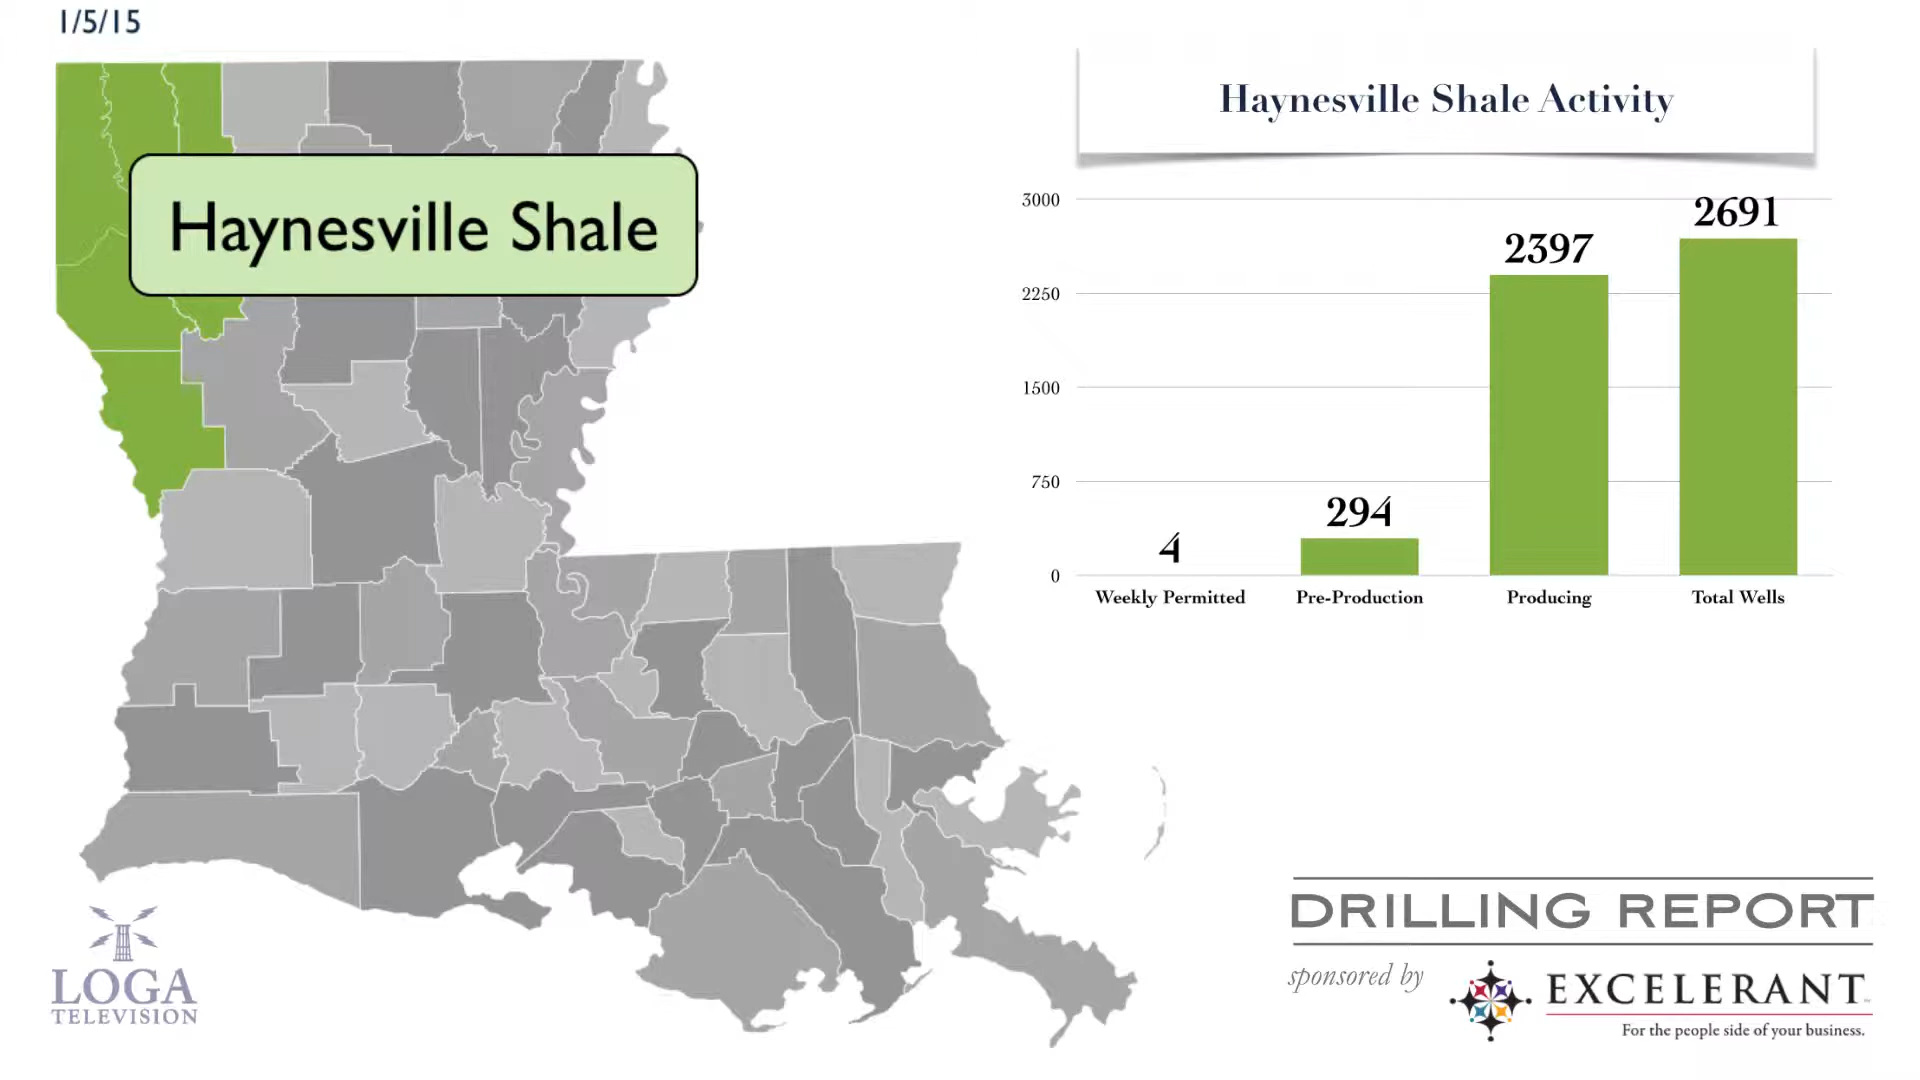 1/5/15
Haynesville Shale
Haynesville Shale Activity
3000
2250
1500
750
0
4
294
2397
2691
Weekly Permitted
Pre-Production
Producing
Total Wells
LOGA
TELEVISION
DRILLING REPORT
sponsored by
EXCELERANT
For the people side of your business.